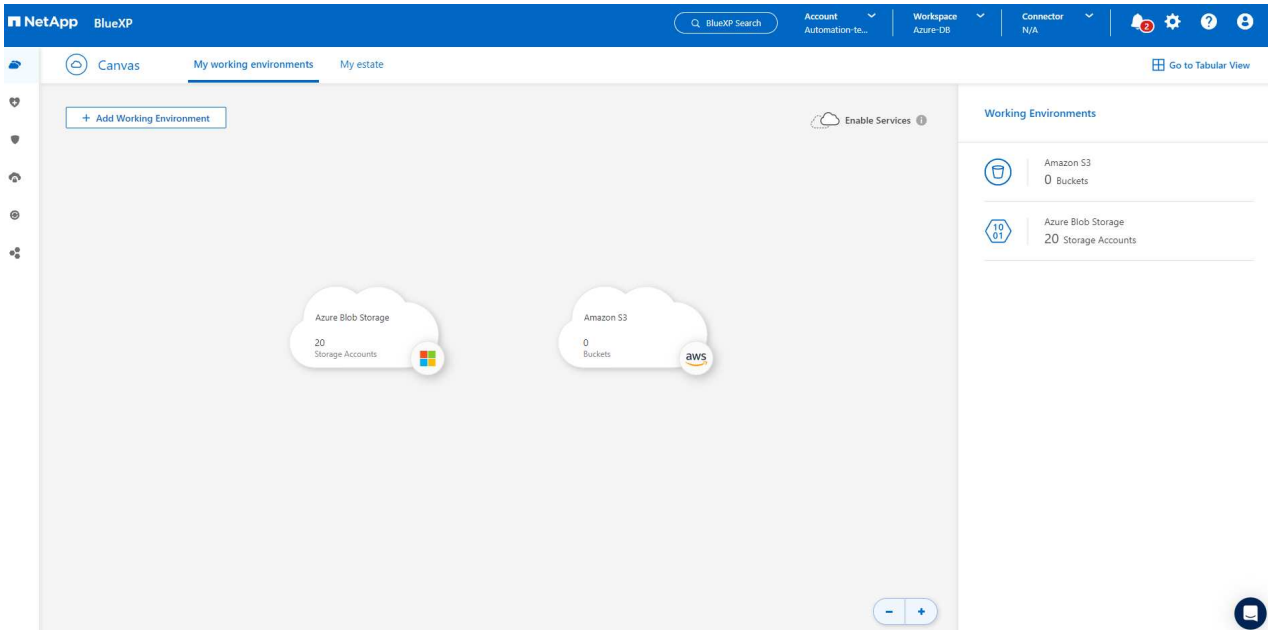 NetApp BlueXP
BlueXP Search
Account
Automation-te...
Workspace
Azure-DB
Connector
N/A
2
Canvas
My working environments
My estate
Go to Tabular View
+ Add Working Environment
Enable Services
Working Environments
Amazon S3
0 Buckets
10
01
Azure Blob Storage
20 Storage Accounts
Azure Blob Storage
20
Storage Accounts
Amazon S3
0
Buckets
aws
- +